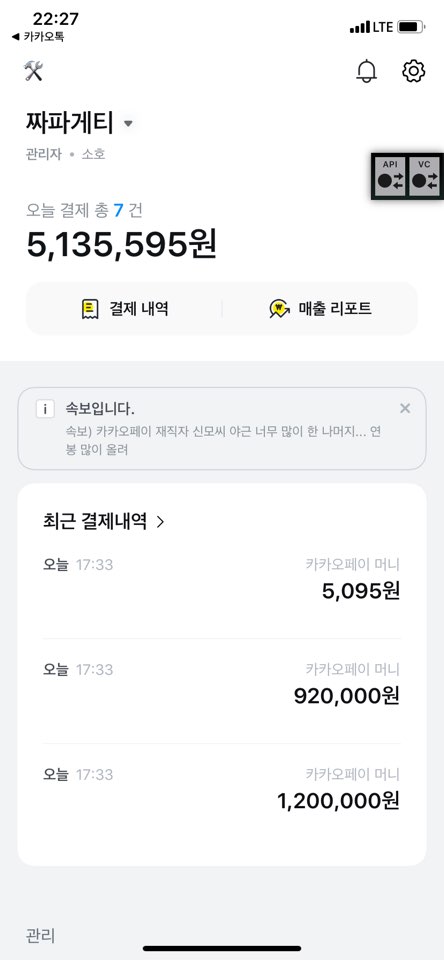 22:27
LTE
◀ 카카오톡
짜파게티
관리자 • 소호
API VC
오늘 결제 총 7 건
5,135,595원
결제 내역
매출 리포트
속보입니다.
속보) 카카오페이 재직자 신모씨 야근 너무 많이 한 나머지... 연
봉 많이 올려
최근 결제내역
오늘 17:33
카카오페이 머니
5,095원
오늘 17:33
카카오페이 머니
920,000원
오늘 17:33
카카오페이 머니
1,200,000원
관리